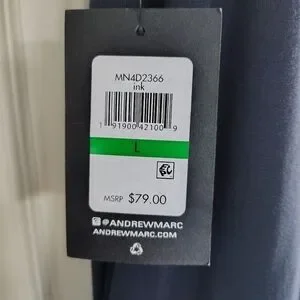 MN4D2366
ink
1 91900 42100 9
L
MSRP $79.00
@ANDREWMARC
ANDREWMARC.COM